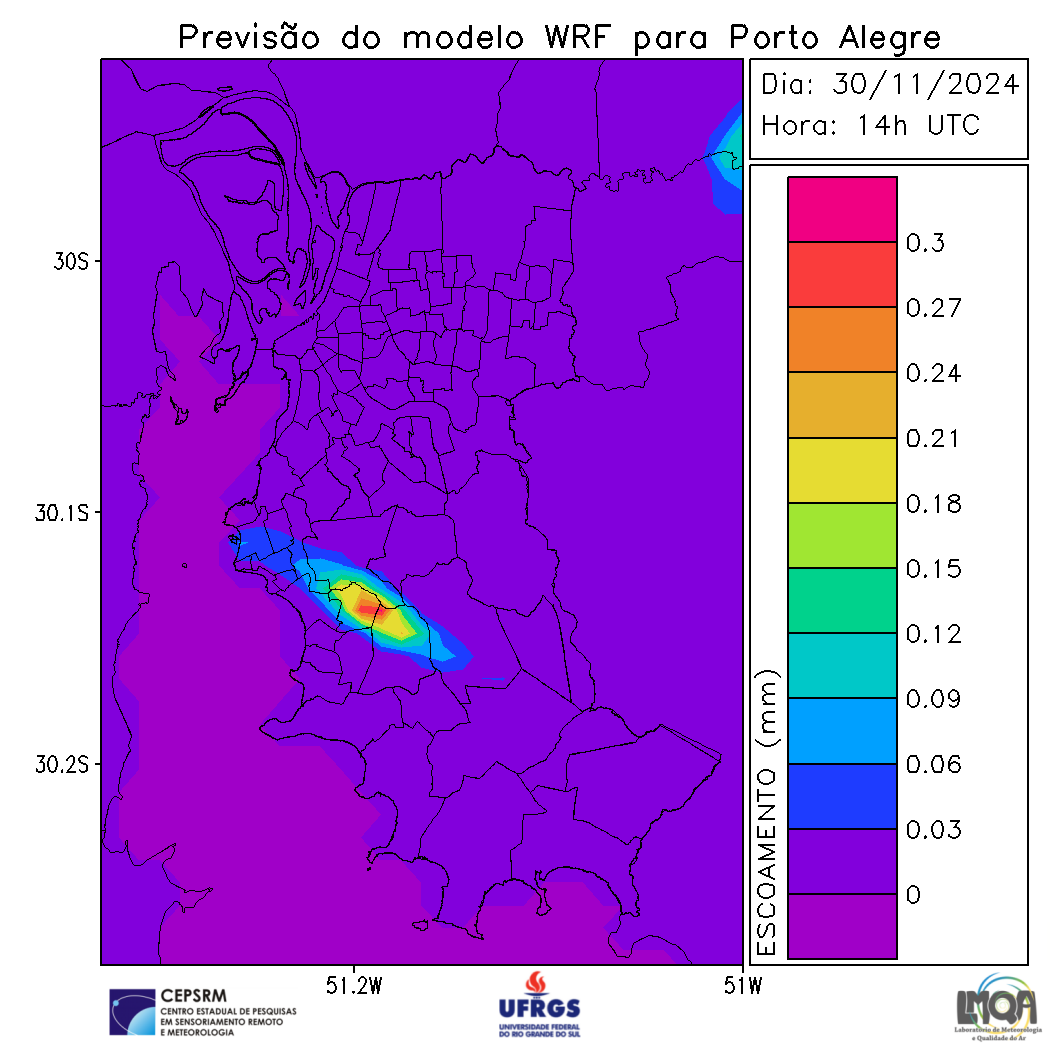 Previsão do modelo WRF para Porto Alegre
Dia: 30/11/2024
Hora: 14h UTC
30S
30.1S
30.2S
51.2W
51W
ESCOAMENTO (mm)
0.3
0.27
0.24
0.21
0.18
0.15
0.12
0.09
0.06
0.03
0
CEPSRM
CENTRO ESTADUAL DE PESQUISAS
EM SENSORIAMENTO REMOTO
E METEOROLOGIA
UFRGS
UNIVERSIDADE FEDERAL
DO RIO GRANDE DO SUL
LMQA
Laboratório de Meteorologia
e Qualidade do Ar